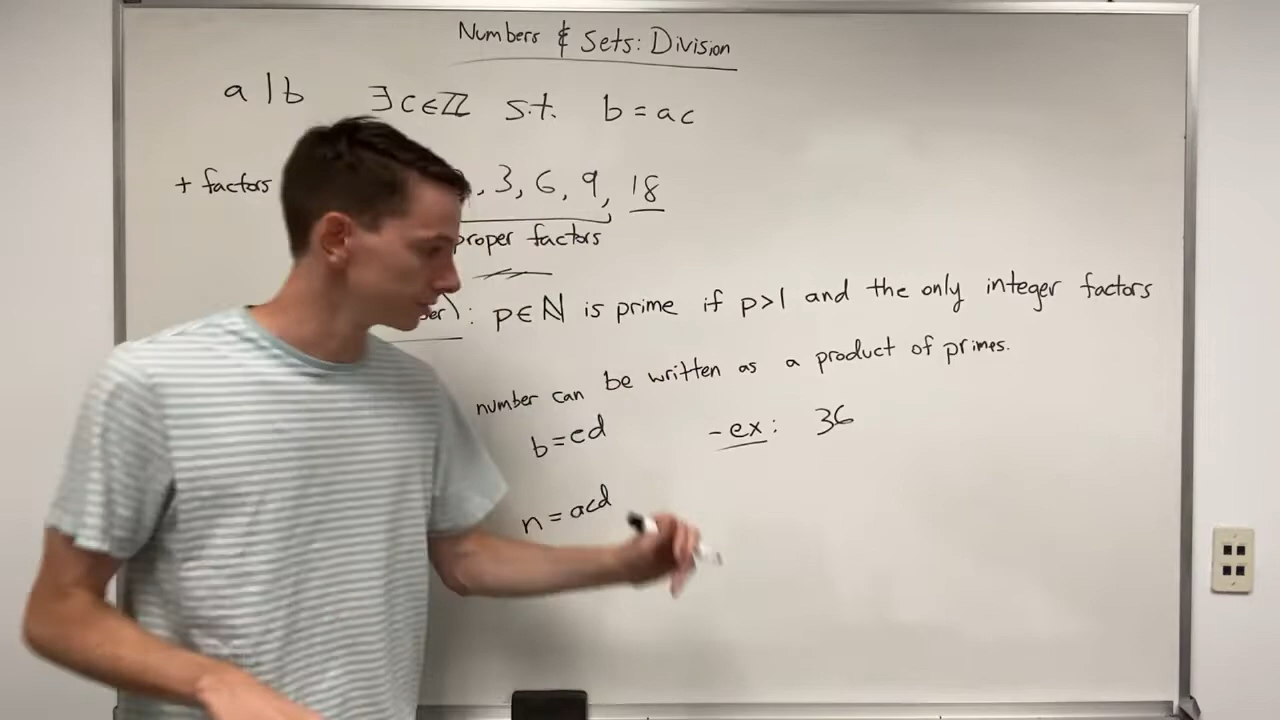 Numbers & Sets: Division
a | b ∃ c ∈ ℤ s.t. b = ac
+ factors , 3, 6, 9, 18
proper factors
: p ∈ ℕ is prime if p > 1 and the only integer factors
number can be written as a product of primes.
b = cd - ex: 36
n = acd